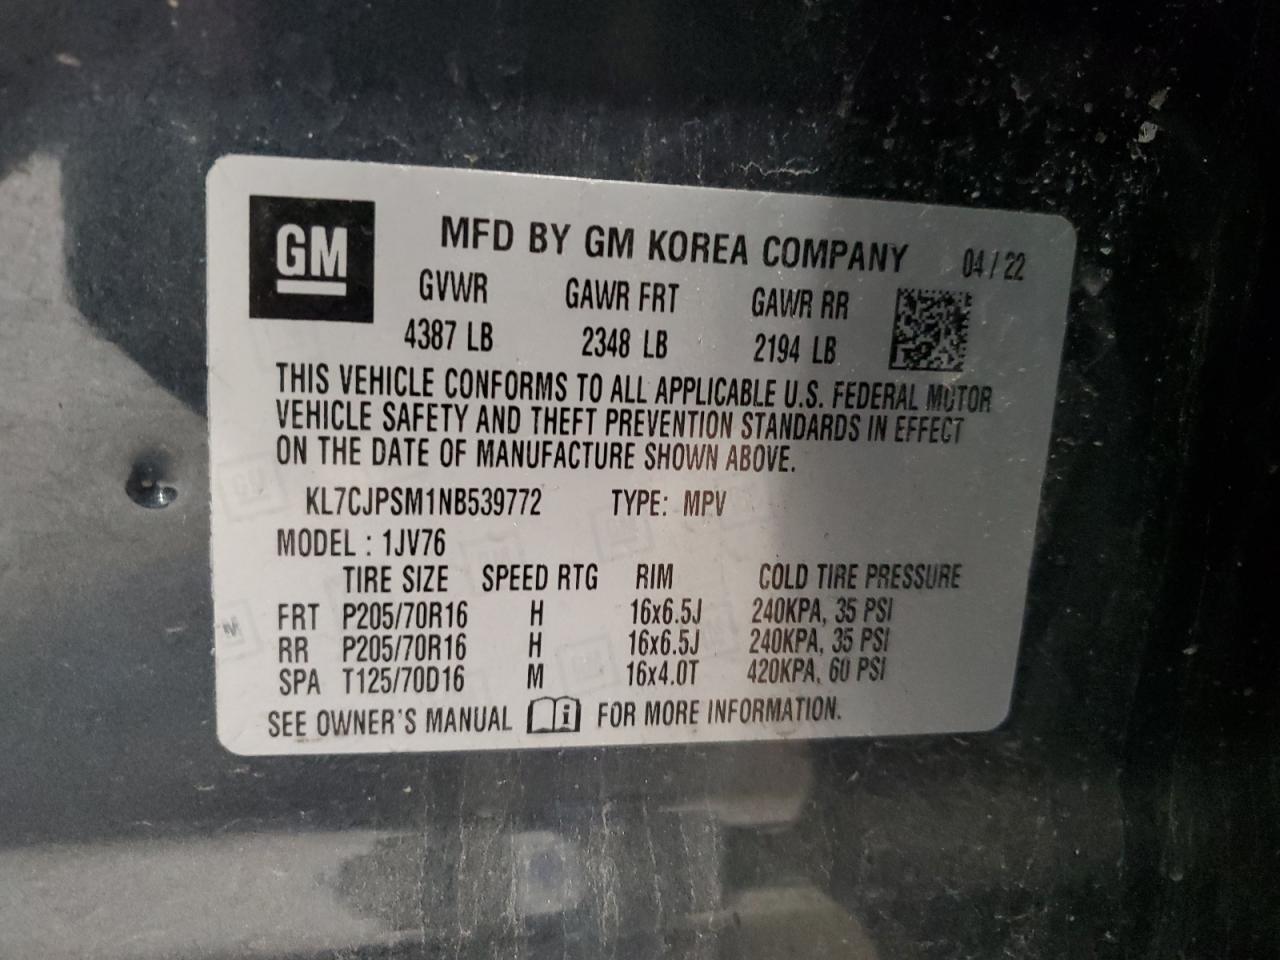 GM
MFD BY GM KOREA COMPANY 04/22
GVWR GAWR FRT GAWR RR
4387 LB 2348 LB 2194 LB
THIS VEHICLE CONFORMS TO ALL APPLICABLE U.S. FEDERAL MOTOR
VEHICLE SAFETY AND THEFT PREVENTION STANDARDS IN EFFECT
ON THE DATE OF MANUFACTURE SHOWN ABOVE.
KL7CJPSM1NB539772 TYPE: MPV
MODEL : 1JV76
TIRE SIZE SPEED RTG RIM COLD TIRE PRESSURE
FRT P205/70R16 H 16x6.5J 240KPA, 35 PSI
RR P205/70R16 H 16x6.5J 240KPA, 35 PSI
SPA T125/70D16 M 16x4.0T 420KPA, 60 PSI
SEE OWNER'S MANUAL i FOR MORE INFORMATION.